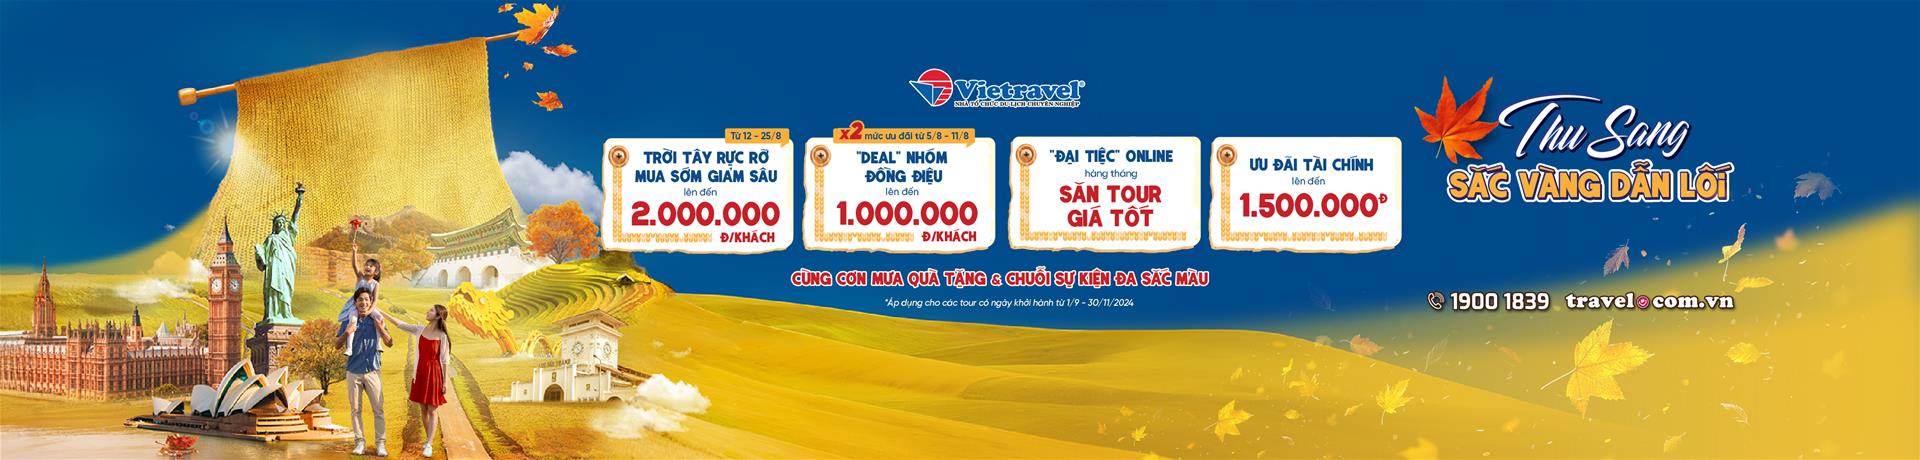 Vietravel®
NHÀ TỔ CHỨC DU LỊCH CHUYÊN NGHIỆP
Từ 12 - 25/8
TRỜI TÂY RỰC RỠ
MUA SỚM GIẢM SÂU
lên đến
2.000.000
Đ/KHÁCH
X2 mức ưu đãi từ 5/8 - 11/8
"DEAL" NHÓM
ĐỒNG ĐIỆU
lên đến
1.000.000
Đ/KHÁCH
"ĐẠI TIỆC" ONLINE
hàng tháng
SĂN TOUR
GIÁ TỐT
ƯU ĐÃI TÀI CHÍNH
lên đến
1.500.000Đ
CÙNG CƠN MƯA QUÀ TẶNG & CHUỖI SỰ KIỆN ĐA SẮC MÀU
*Áp dụng cho các tour có ngày khởi hành từ 1/9 - 30/11/2024
Thu Sang
SẮC VÀNG DẪN LỐI
1900 1839 travel.com.vn